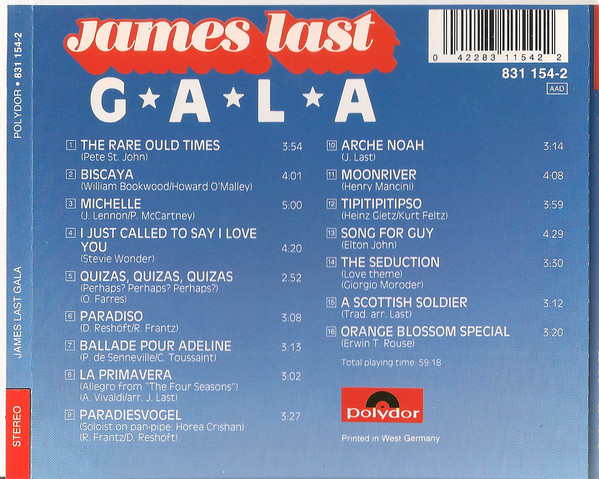 james last
G★A★L★A
0 42283 11542 2
831 154-2
AAD
1 THE RARE OULD TIMES 3:54
(Pete St. John)
2 BISCAYA 4:01
(William Bookwood/Howard O'Malley)
3 MICHELLE 5:00
(J. Lennon/P. McCartney)
4 I JUST CALLED TO SAY I LOVE
YOU 4:20
(Stevie Wonder)
5 QUIZAS, QUIZAS, QUIZAS 2:52
(Perhaps? Perhaps? Perhaps?)
(O. Farres)
6 PARADISO 3:08
(D. Reshöft/R. Frantz)
7 BALLADE POUR ADELINE 3:13
(P. de Senneville/C. Toussaint)
8 LA PRIMAVERA 3:02
(Allegro from "The Four Seasons")
(A. Vivaldi/arr. J. Last)
9 PARADIESVOGEL 3:27
(Soloist on pan-pipe: Horea Crishan)
(R. Frantz/D. Reshöft)
10 ARCHE NOAH 3:14
(J. Last)
11 MOONRIVER 4:08
(Henry Mancini)
12 TIPITIPITIPSO 3:59
(Heinz Gietz/Kurt Feltz)
13 SONG FOR GUY 4:29
(Elton John)
14 THE SEDUCTION 3:30
(Love theme)
(Giorgio Moroder)
15 A SCOTTISH SOLDIER 3:12
(Trad. arr. Last)
16 ORANGE BLOSSOM SPECIAL 3:20
(Erwin T. Rouse)
Total playing time: 59:18
polydor
Printed in West Germany
POLYDOR • 831 154-2
JAMES LAST GALA
STEREO